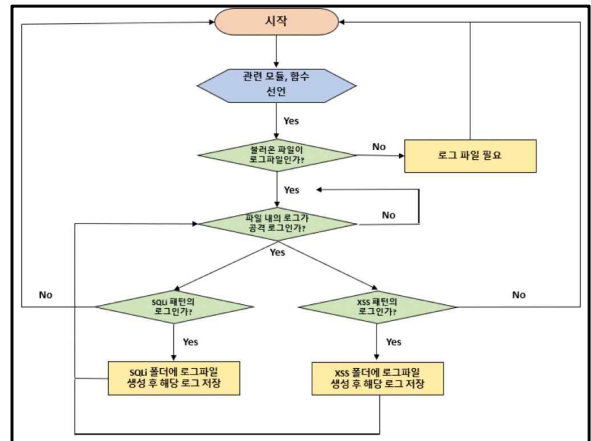 시작
관련 모듈, 함수
선언
Yes
불러온 파일이
로그파일인가?
No
로그 파일 필요
Yes
파일 내의 로그가
공격 로그인가?
No
Yes
No
SQLi 패턴의
로그인가?
XSS 패턴의
로그인가?
No
Yes
Yes
SQLi 폴더에 로그파일
생성 후 해당 로그 저장
XSS 폴더에 로그파일
생성 후 해당 로그 저장